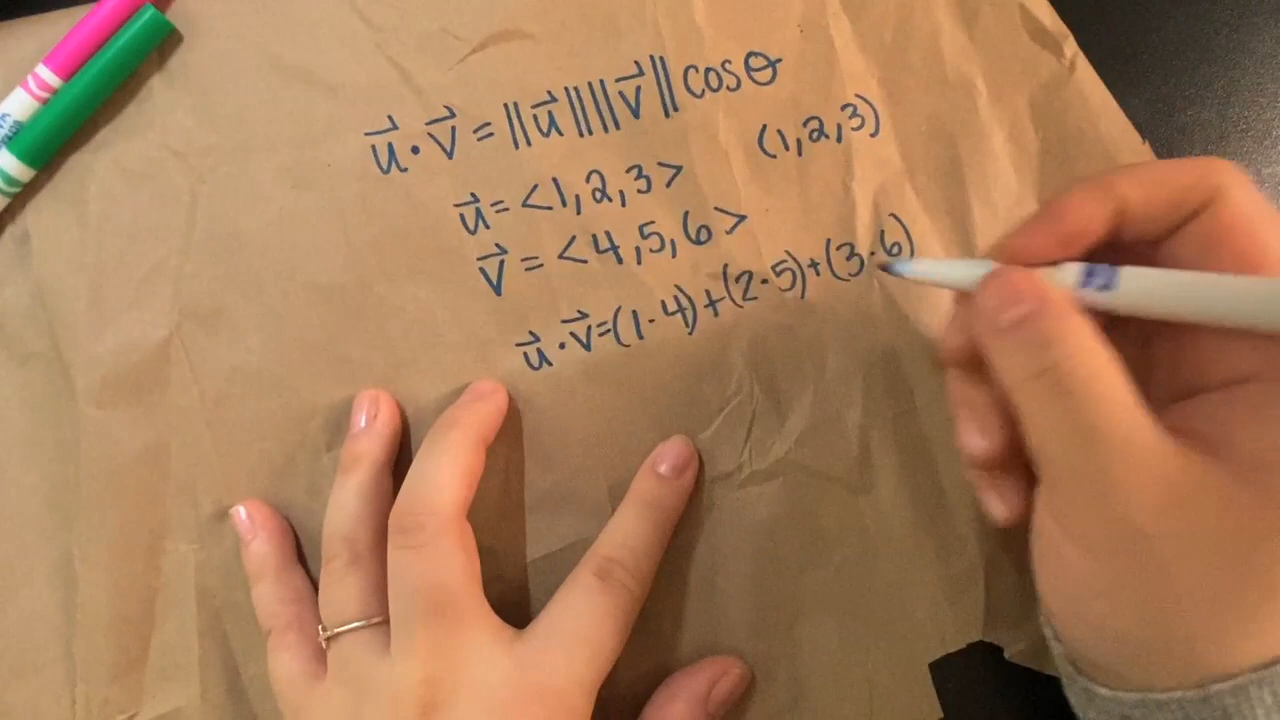 u⃗ · v⃗ = ||u⃗|| ||v⃗|| cosθ
(1,2,3)
u⃗ = <1,2,3>
v⃗ = <4,5,6>
u⃗ · v⃗ = (1·4)+(2·5)+(3·6)